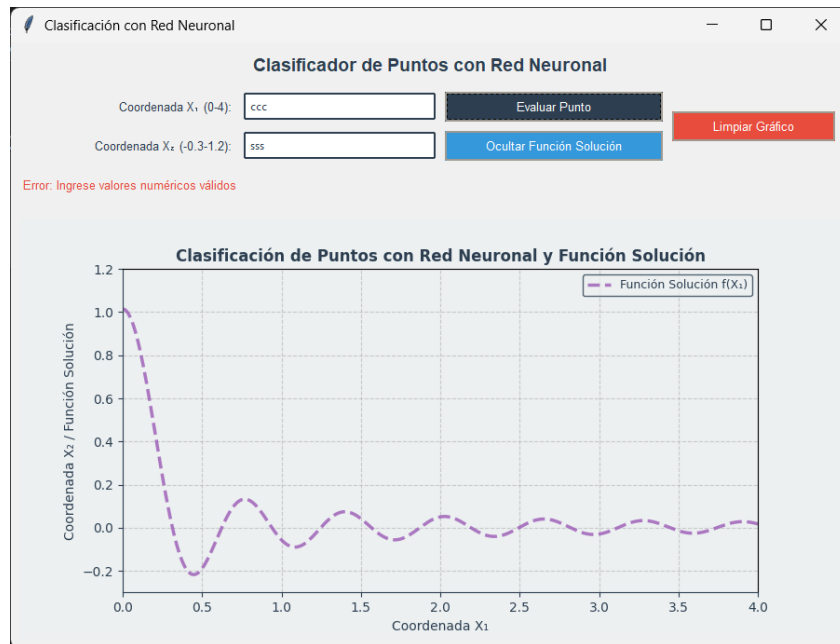 Clasificación con Red Neuronal
Clasificador de Puntos con Red Neuronal
Coordenada X₁ (0-4): ccc Evaluar Punto
Limpiar Gráfico
Coordenada X₂ (-0.3-1.2): sss Ocultar Función Solución
Error: Ingrese valores numéricos válidos
Clasificación de Puntos con Red Neuronal y Función Solución
Función Solución f(X₁)
Coordenada X₂ / Función Solución
1.2
1.0
0.8
0.6
0.4
0.2
0.0
−0.2
0.0 0.5 1.0 1.5 2.0 2.5 3.0 3.5 4.0
Coordenada X₁